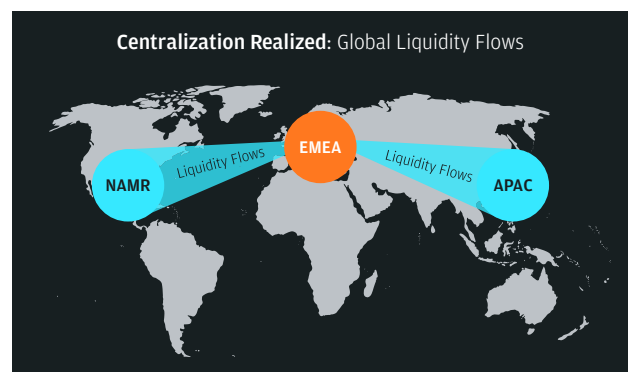 Centralization Realized: Global Liquidity Flows
EMEA
Liquidity Flows
Liquidity Flows
NAMR
APAC